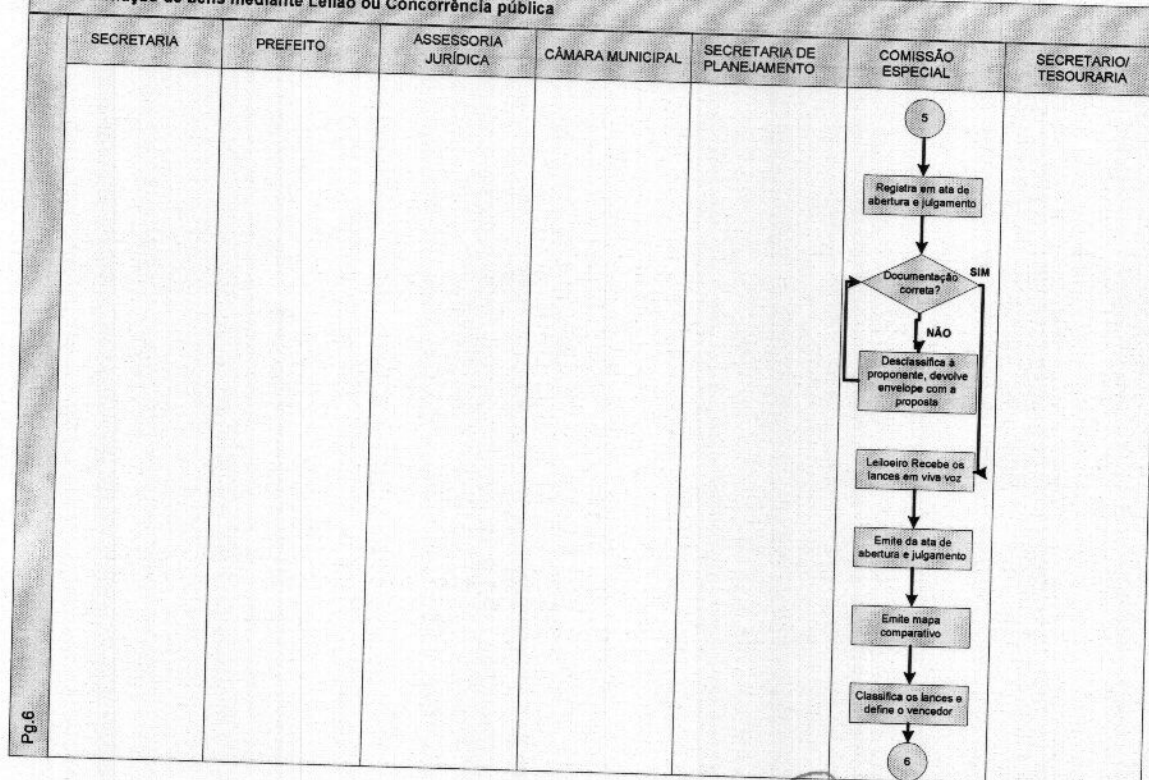 de bens mediante Leilão ou Concorrência pública
SECRETARIA
PREFEITO
ASSESSORIA
JURÍDICA
CÂMARA MUNICIPAL
SECRETARIA DE
PLANEJAMENTO
COMISSÃO
ESPECIAL
SECRETARIO/
TESOURARIA
5
Registra em ata de
abertura e julgamento
Documentação
correta?
SIM
NÃO
Desclassifica à
proponente, devolve
envelope com a
proposta
Leiloeiro Recebe os
lances em viva voz
Emite da ata de
abertura e julgamento
Emite mapa
comparativo
Classifica os lances e
define o vencedor
6
Pg.6